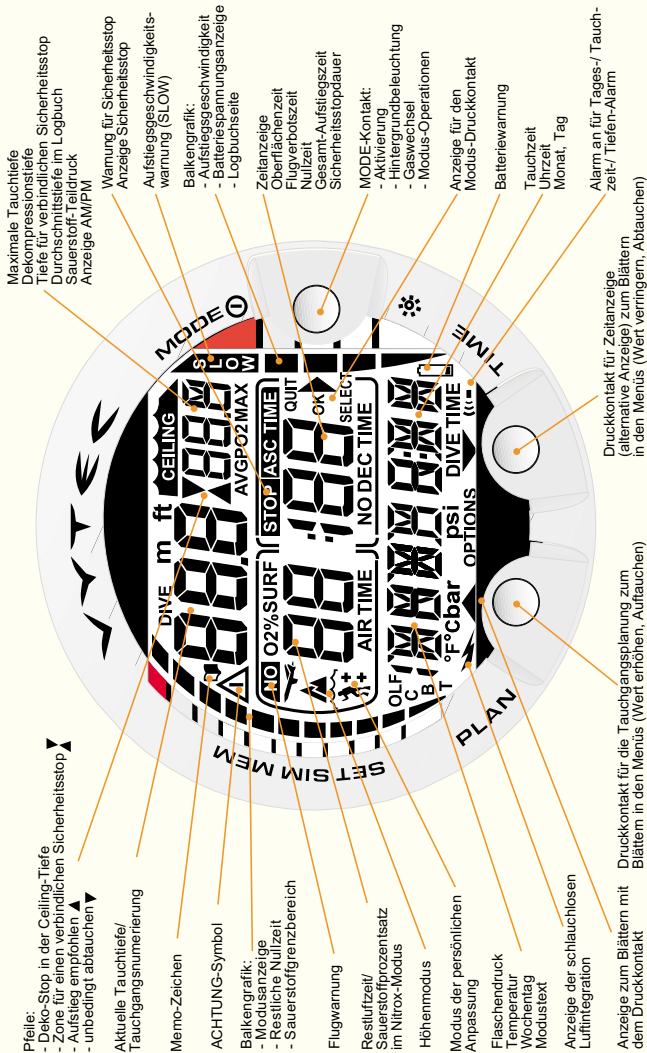 Pfeile:
- Deko-Stop in der Ceiling-Tiefe
- Zone für einen verbindlichen Sicherheitsstop
- Aufstieg empfohlen
- unbedingt abtauchen
Aktuelle Tauchtiefe/
Tauchgangsnumerierung
Memo-Zeichen
ACHTUNG-Symbol
Balkengrafik:
- Modusanzeige
- Restliche Nullzeit
- Sauerstoffgrenzbereich
Flugwarnung
Restluftzeit/
Sauerstoffprozentsatz
im Nitrox-Modus
Höhenmodus
Modus der persönlichen
Anpassung
Flaschendruck
Temperatur
Wochentag
Modustext
Anzeige der schlauchlosen
Luftintegration
Anzeige zum Blättern mit
dem Druckkontakt
Maximale Tauchtiefe
Dekompressionstiefe
Tiefe für verbindlichen Sicherheitsstop
Durchschnittstiefe im Logbuch
Sauerstoff-Teildruck
Anzeige AM/PM
Warnung für Sicherheitsstop
Anzeige Sicherheitsstop
Aufstiegsgeschwindigkeits-
warnung (SLOW)
Balkengrafik:
- Aufstiegsgeschwindigkeit
- Batteriespannungsanzeige
- Logbuchseite
Zeitanzeige
Oberflächenzeit
Flugverbotszeit
Nullzeit
Gesamt-Aufstiegszeit
Sicherheitsstopdauer
MODE-Kontakt:
- Aktivierung
- Hintergrundbeleuchtung
- Gaswechsel
- Modus-Operationen
Anzeige für den
Modus-Druckkontakt
Batteriewarnung
Tauchzeit
Uhrzeit
Monat, Tag
Alarm an für Tages-/ Tauch-
zeit-/ Tiefen-Alarm
Druckkontakt für Zeitanzeige
(alternative Anzeige) zum Blättern
in den Menüs (Wert verringern, Abtauchen)
Druckkontakt für die Tauchgangsplanung zum
Blättern in den Menüs (Wert erhöhen, Auftauchen)
VYTEC
MODE
TIME
PLAN
SET SIM MEM
DIVE m ft
CEILING
AVGPO2MAX
SLOW
NO O2%SURF
STOP ASC TIME
QUIT
OK
SELECT
AIR TIME
NO DEC TIME
OLF
C
B
T
°F°Cbar psi
OPTIONS
DIVE TIME